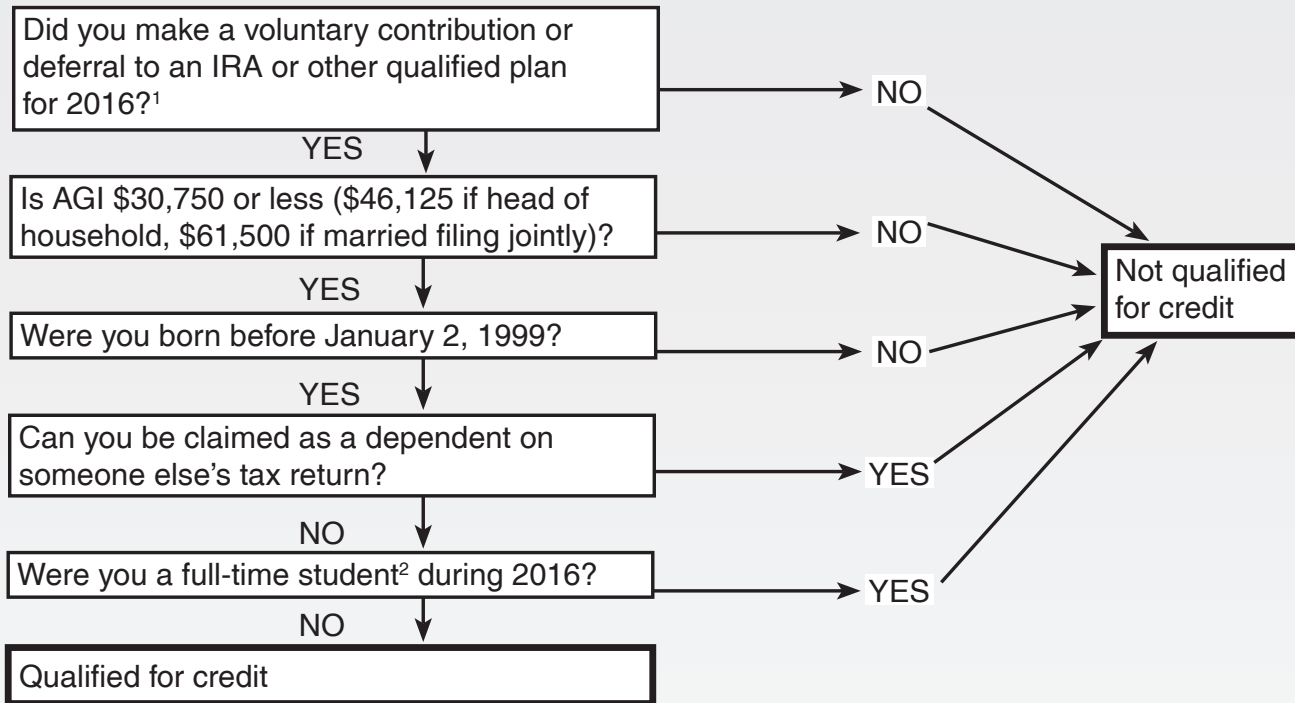 Did you make a voluntary contribution or
deferral to an IRA or other qualified plan
for 2016?¹
NO
YES
Is AGI $30,750 or less ($46,125 if head of
household, $61,500 if married filing jointly)?
NO
Not qualified
for credit
YES
Were you born before January 2, 1999?
NO
YES
Can you be claimed as a dependent on
someone else’s tax return?
YES
NO
Were you a full-time student² during 2016?
YES
NO
Qualified for credit